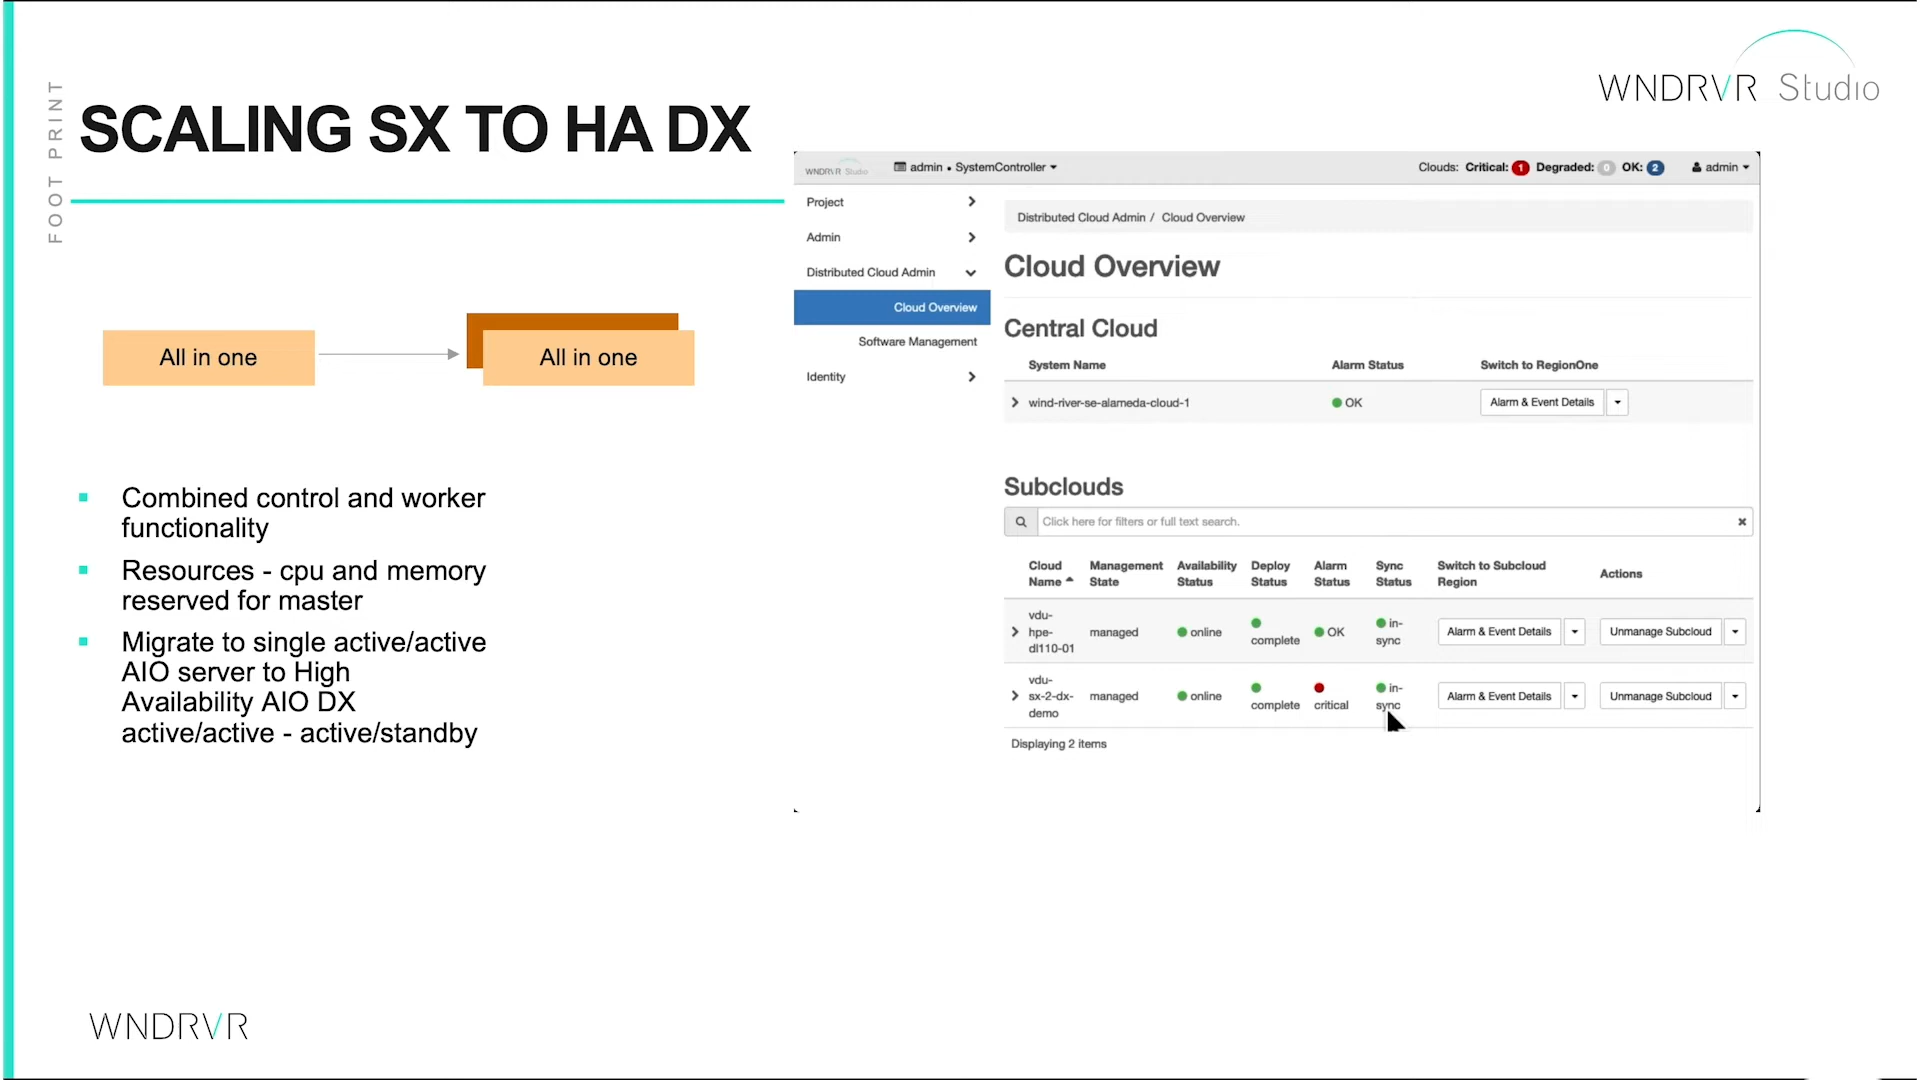 FOOT PRINT
SCALING SX TO HA DX
WNDRVR Studio
All in one
All in one
Combined control and worker
functionality
Resources - cpu and memory
reserved for master
Migrate to single active/active
AIO server to High
Availability AIO DX
active/active - active/standby
WNDRVR
WNDRVR Studio
admin • SystemController
Clouds: Critical: 1 Degraded: 0 OK: 2
admin
Project
Admin
Distributed Cloud Admin
Cloud Overview
Software Management
Identity
Distributed Cloud Admin / Cloud Overview
Cloud Overview
Central Cloud
System Name Alarm Status Switch to RegionOne
wind-river-se-alameda-cloud-1 OK Alarm & Event Details
Subclouds
Click here for filters or full text search.
Cloud Management Availability Deploy Alarm Sync Switch to Subcloud Actions
Name State Status Status Status Status Region
vdu-
hpe-
dl110-01
managed online complete OK in-
sync
Alarm & Event Details Unmanage Subcloud
vdu-
sx-2-dx-
demo
managed online complete critical in-
sync
Alarm & Event Details Unmanage Subcloud
Displaying 2 items